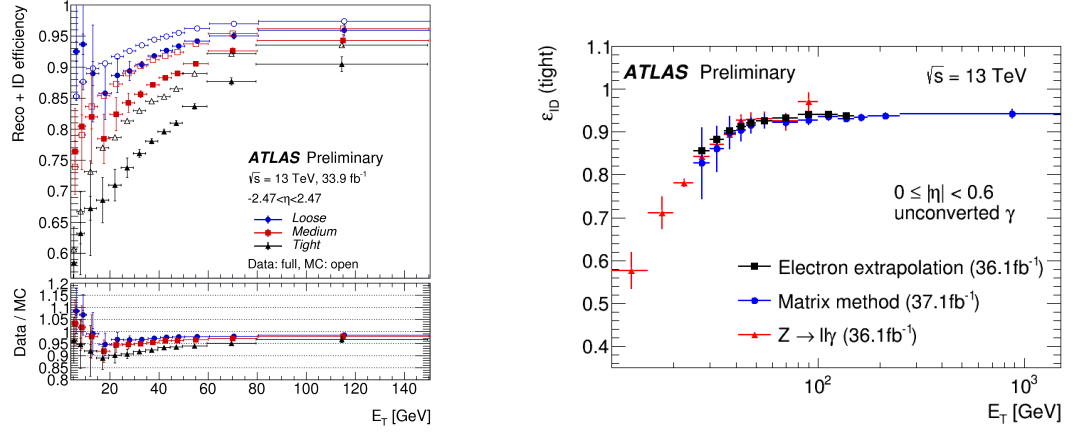 Reco + ID efficiency
0.95
0.9
0.85
0.8
0.75
0.7
0.65
0.6
ATLAS Preliminary
√s = 13 TeV, 33.9 fb⁻¹
-2.47<η<2.47
Loose
Medium
Tight
Data: full, MC: open
Data / MC
1.2
1.15
1.1
1.05
1
0.95
0.9
0.85
0.8
20 40 60 80 100 120 140
E_T [GeV]
ε_ID (tight)
1.1
1
0.9
0.8
0.7
0.6
0.5
0.4
ATLAS Preliminary
√s = 13 TeV
0 ≤ |η| < 0.6
unconverted γ
Electron extrapolation (36.1fb⁻¹)
Matrix method (37.1fb⁻¹)
Z → llγ (36.1fb⁻¹)
10² 10³
E_T [GeV]